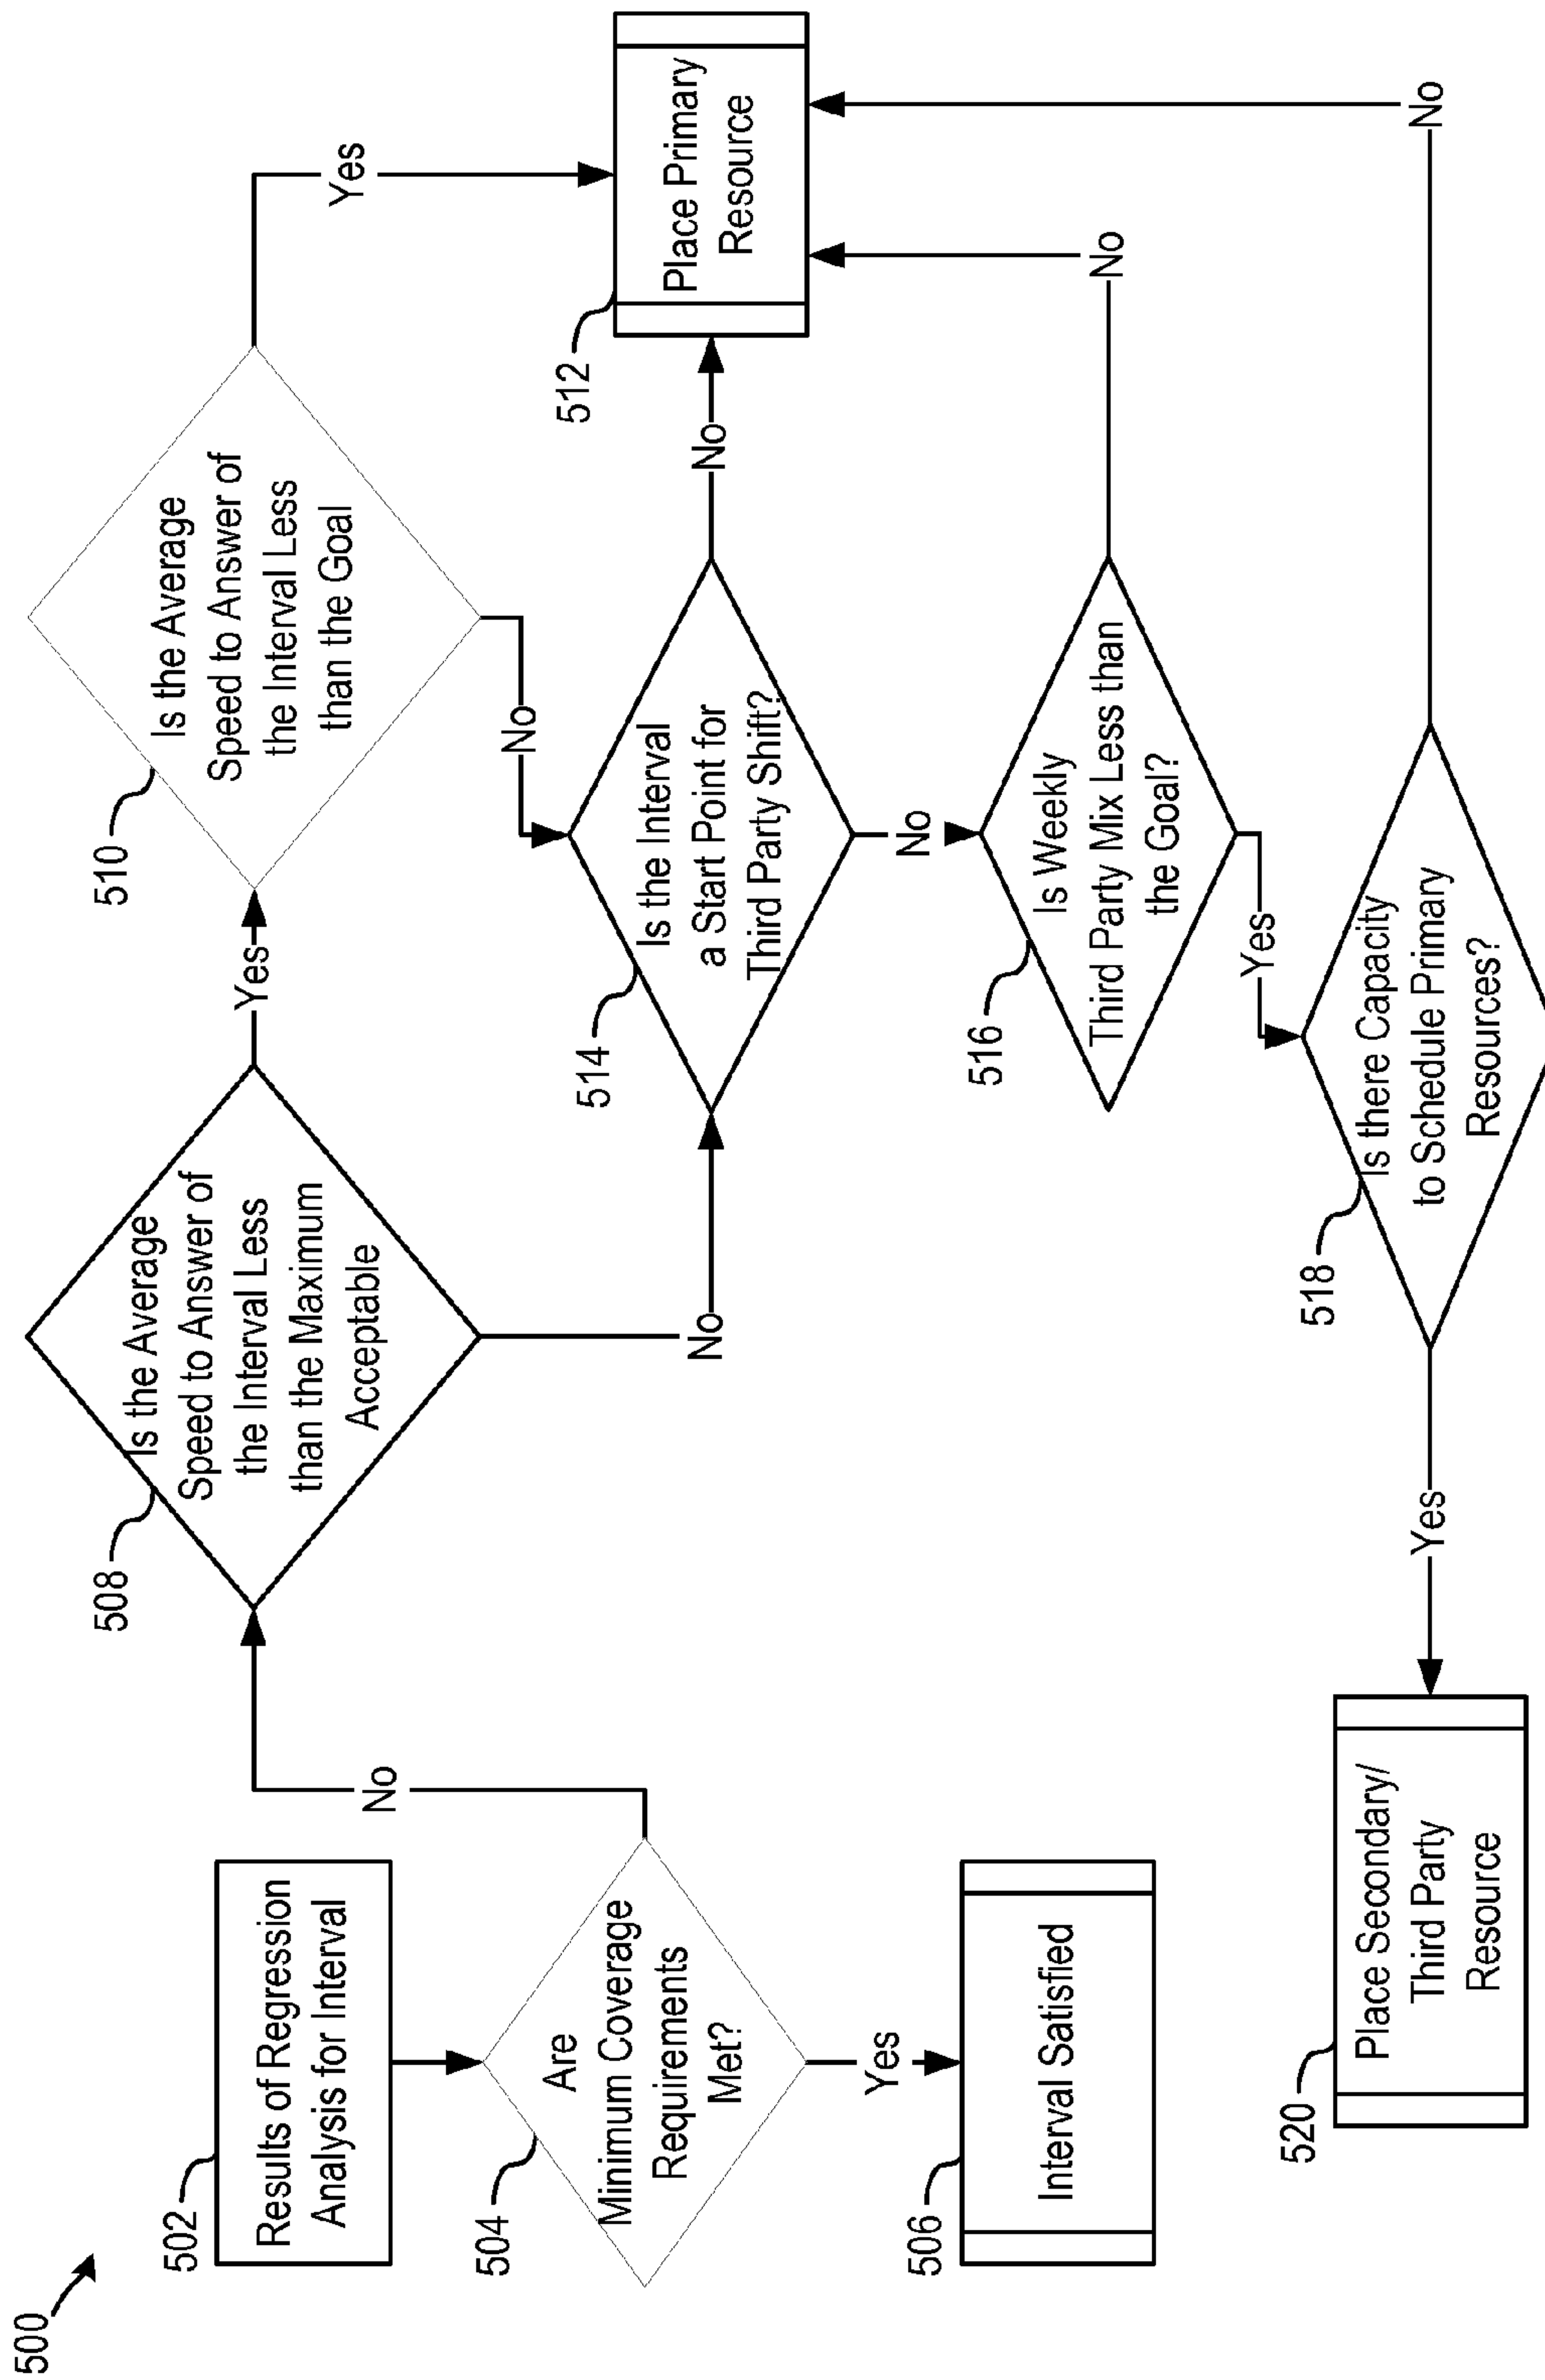 500
502
Results of Regression
Analysis for Interval
504
Are
Minimum Coverage
Requirements
Met?
No
Yes
506
Interval Satisfied
508
Is the Average
Speed to Answer of
the Interval Less
than the Maximum
Acceptable
Yes
No
510
Is the Average
Speed to Answer of
the Interval Less
than the Goal
Yes
No
512
Place Primary
Resource
514
Is the Interval
a Start Point for
Third Party Shift?
No
No
516
Is Weekly
Third Party Mix Less than
the Goal?
No
Yes
518
Is there Capacity
to Schedule Primary
Resources?
No
Yes
520
Place Secondary/
Third Party
Resource